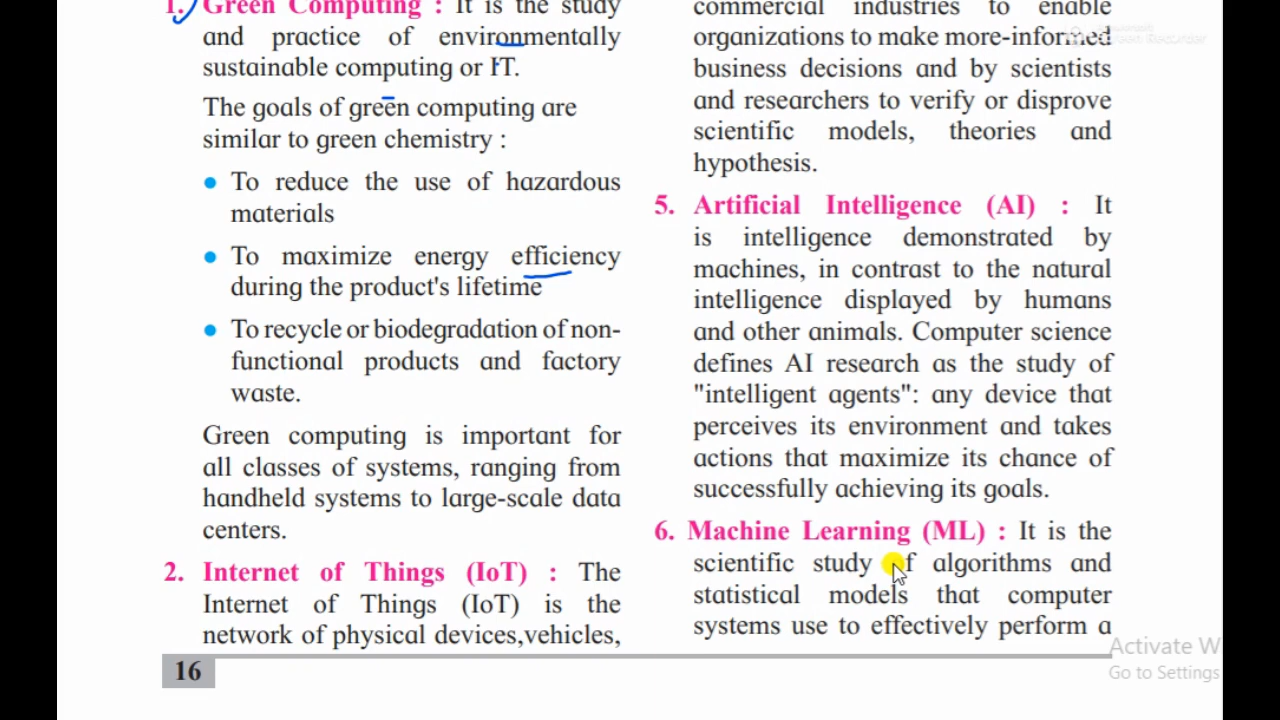 1. Green Computing : It is the study
and practice of environmentally
sustainable computing or IT.
The goals of green computing are
similar to green chemistry :
• To reduce the use of hazardous
materials
• To maximize energy efficiency
during the product's lifetime
• To recycle or biodegradation of non-
functional products and factory
waste.
Green computing is important for
all classes of systems, ranging from
handheld systems to large-scale data
centers.
2. Internet of Things (IoT) : The
Internet of Things (IoT) is the
network of physical devices,vehicles,
16
commercial industries to enable
organizations to make more-informed
business decisions and by scientists
and researchers to verify or disprove
scientific models, theories and
hypothesis.
5. Artificial Intelligence (AI) : It
is intelligence demonstrated by
machines, in contrast to the natural
intelligence displayed by humans
and other animals. Computer science
defines AI research as the study of
"intelligent agents": any device that
perceives its environment and takes
actions that maximize its chance of
successfully achieving its goals.
6. Machine Learning (ML) : It is the
scientific study of algorithms and
statistical models that computer
systems use to effectively perform a
Activate W
Go to Settings
Screen Recorder